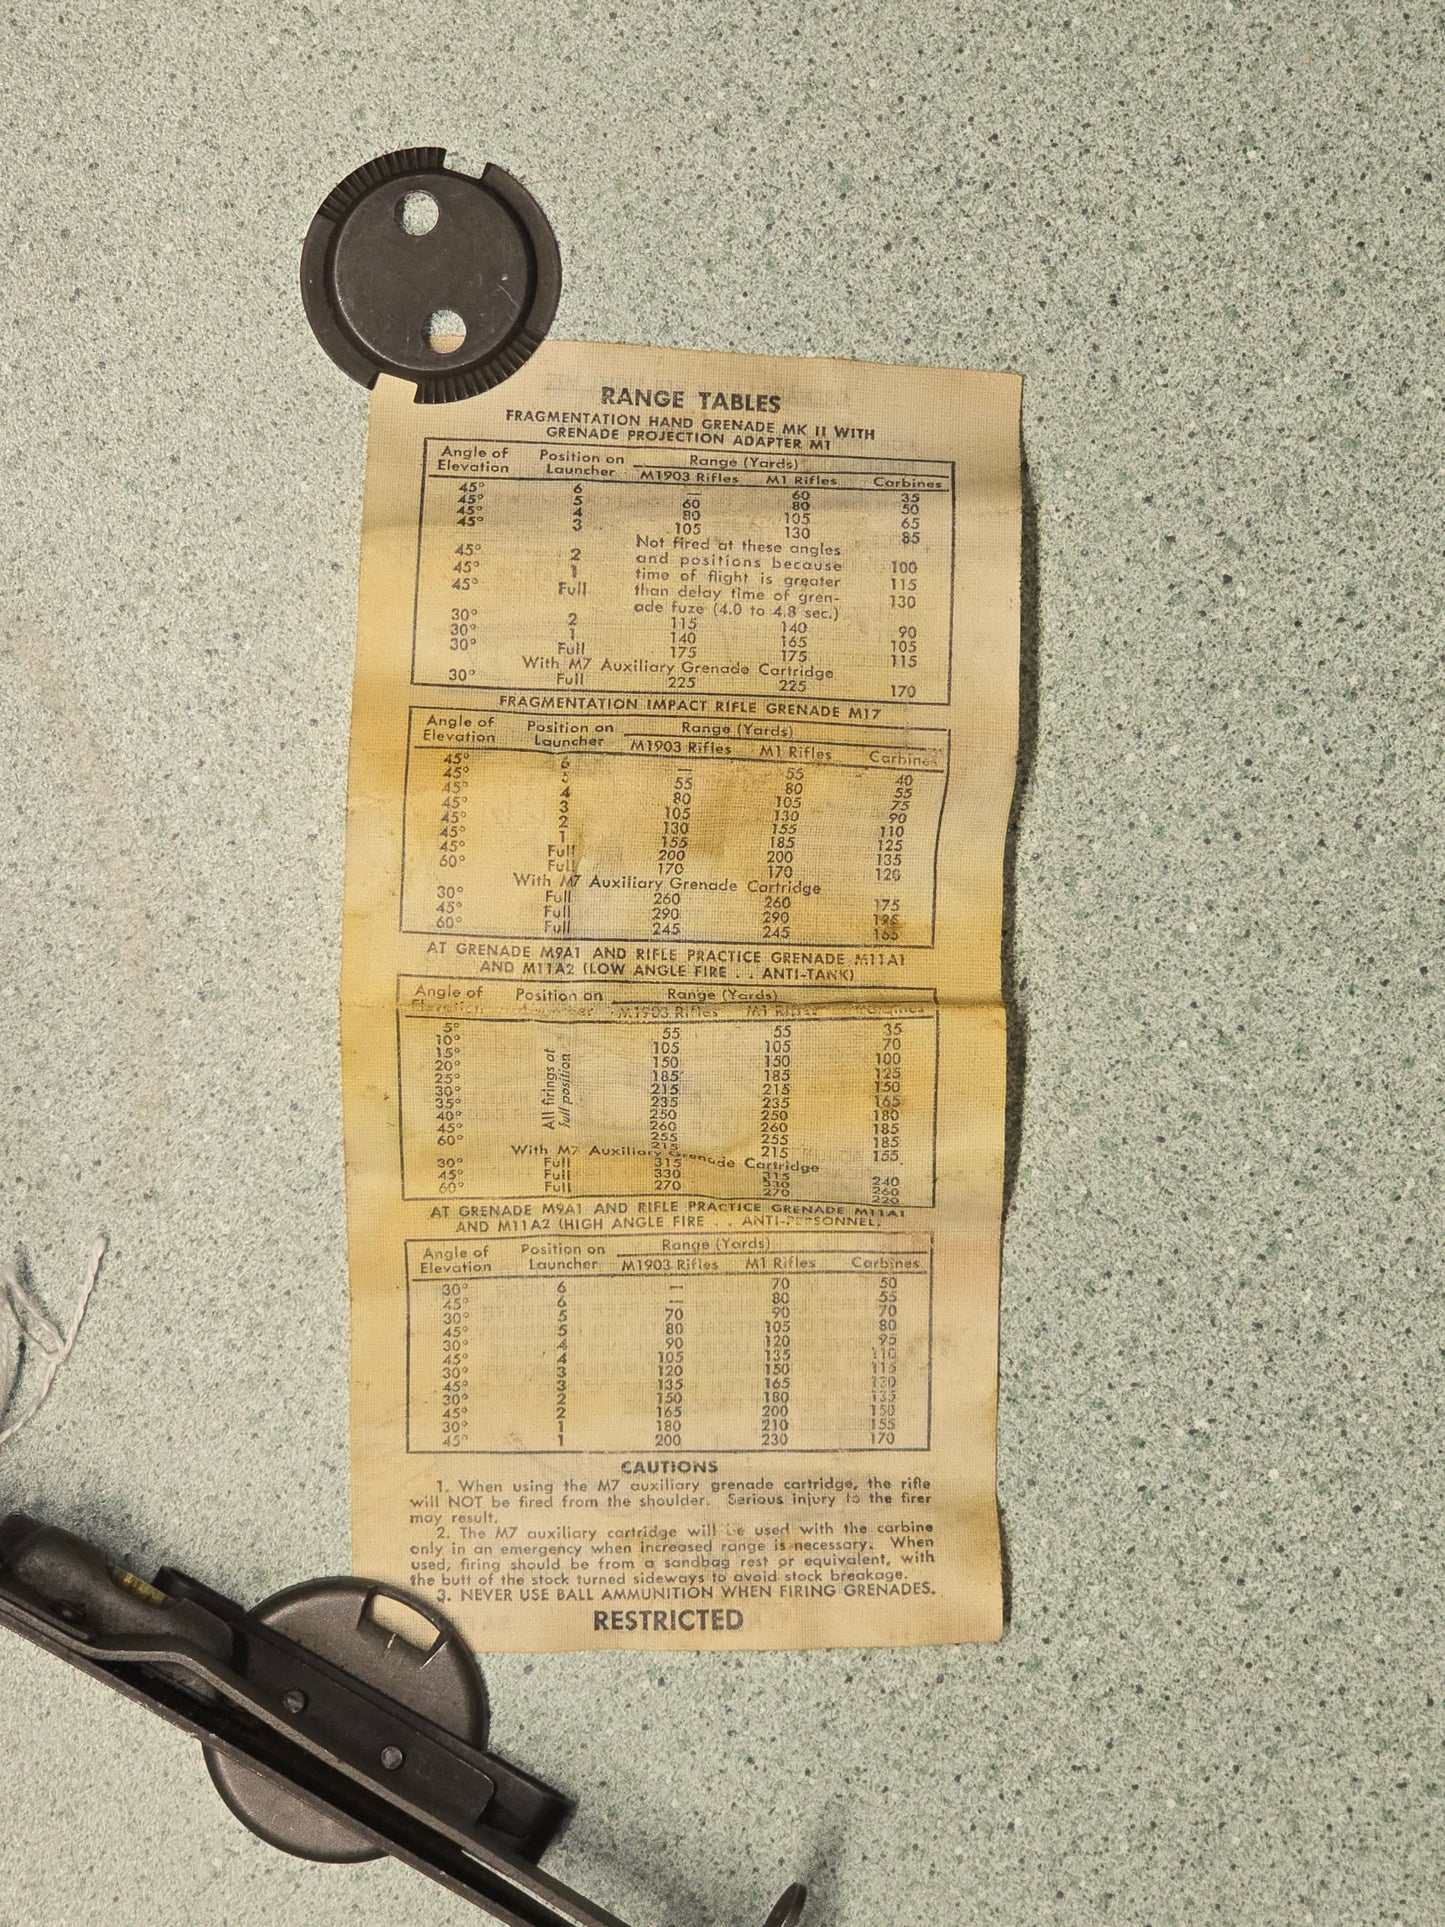 RANGE TABLES
FRAGMENTATION HAND GRENADE MK II WITH
GRENADE PROJECTION ADAPTER M1
Angle of Position on Range (Yards)
Elevation Launcher M1903 Rifles M1 Rifles Carbines
45° 6 — 60 35
45° 5 60 80 50
45° 4 80 105 65
45° 3 105 130 85
Not fired at these angles
45° 2 and positions because 100
45° 1 time of flight is greater 115
45° Full than delay time of gren- 130
ade fuze (4.0 to 4.8 sec.)
30° 2 115 140 90
30° 1 140 165 105
30° Full 175 175 115
With M7 Auxiliary Grenade Cartridge
30° Full 225 225 170
FRAGMENTATION IMPACT RIFLE GRENADE M17
Angle of Position on Range (Yards)
Elevation Launcher M1903 Rifles M1 Rifles Carbines
45° 6 — 55 40
45° 5 55 80 55
45° 4 80 105 75
45° 3 105 130 90
45° 2 130 155 110
45° 1 155 185 125
45° Full 200 200 135
60° Full 170 170 120
With M7 Auxiliary Grenade Cartridge
30° Full 260 260 175
45° Full 290 290 195
60° Full 245 245 165
AT GRENADE M9A1 AND RIFLE PRACTICE GRENADE M11A1
AND M11A2 (LOW ANGLE FIRE . . ANTI-TANK)
Angle of Position on Range (Yards)
M1903 Rifles M1 Rifles
5° 55 55 35
10° 105 105 70
15° 150 150 100
20° 185 185 125
25° 215 215 150
30° 235 235 165
35° 250 250 180
40° 260 260 185
45° 255 255 185
60° 215 215 155
All firings at
full position
With M7 Auxiliary Grenade Cartridge
30° Full 315 315 240
45° Full 330 330 260
60° Full 270 270 220
AT GRENADE M9A1 AND RIFLE PRACTICE GRENADE M11A1
AND M11A2 (HIGH ANGLE FIRE . . ANTI-PERSONNEL)
Angle of Position on Range (Yards)
Elevation Launcher M1903 Rifles M1 Rifles Carbines
30° 6 — 70 50
45° 6 — 80 55
30° 5 70 90 70
45° 5 80 105 80
30° 4 90 120 95
45° 4 105 135 110
30° 3 120 150 115
45° 3 135 165 130
30° 2 150 180 135
45° 2 165 200 150
30° 1 180 210 155
45° 1 200 230 170
CAUTIONS
1. When using the M7 auxiliary grenade cartridge, the rifle
will NOT be fired from the shoulder. Serious injury to the firer
may result.
2. The M7 auxiliary cartridge will be used with the carbine
only in an emergency when increased range is necessary. When
used, firing should be from a sandbag rest or equivalent, with
the butt of the stock turned sideways to avoid stock breakage.
3. NEVER USE BALL AMMUNITION WHEN FIRING GRENADES.
RESTRICTED